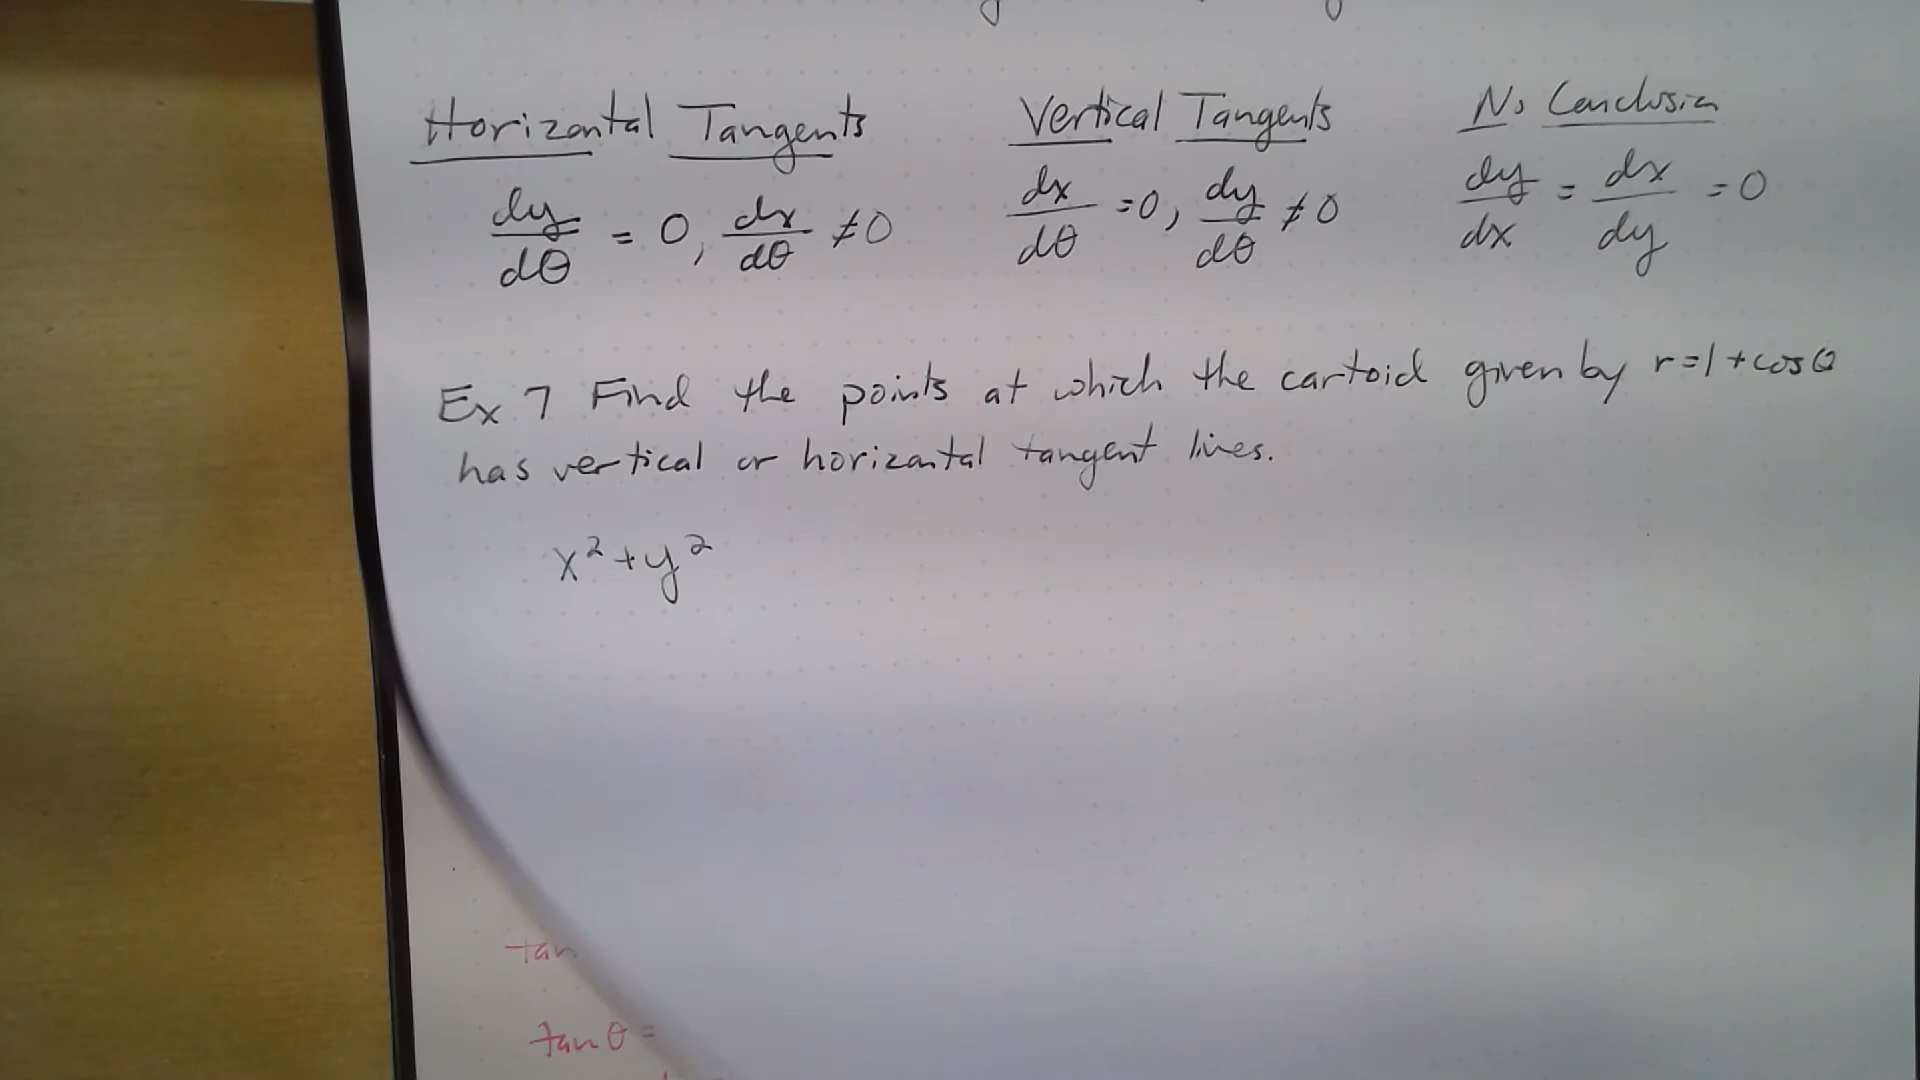 Horizontal Tangents
dy/dθ = 0, dx/dθ ≠ 0
Vertical Tangents
dx/dθ = 0, dy/dθ ≠ 0
No Conclusion
dy/dx = dx/dy = 0
Ex 7 Find the points at which the cartoid given by r=1+cosθ
has vertical or horizontal tangent lines.
x²+y²
tan
tan θ =